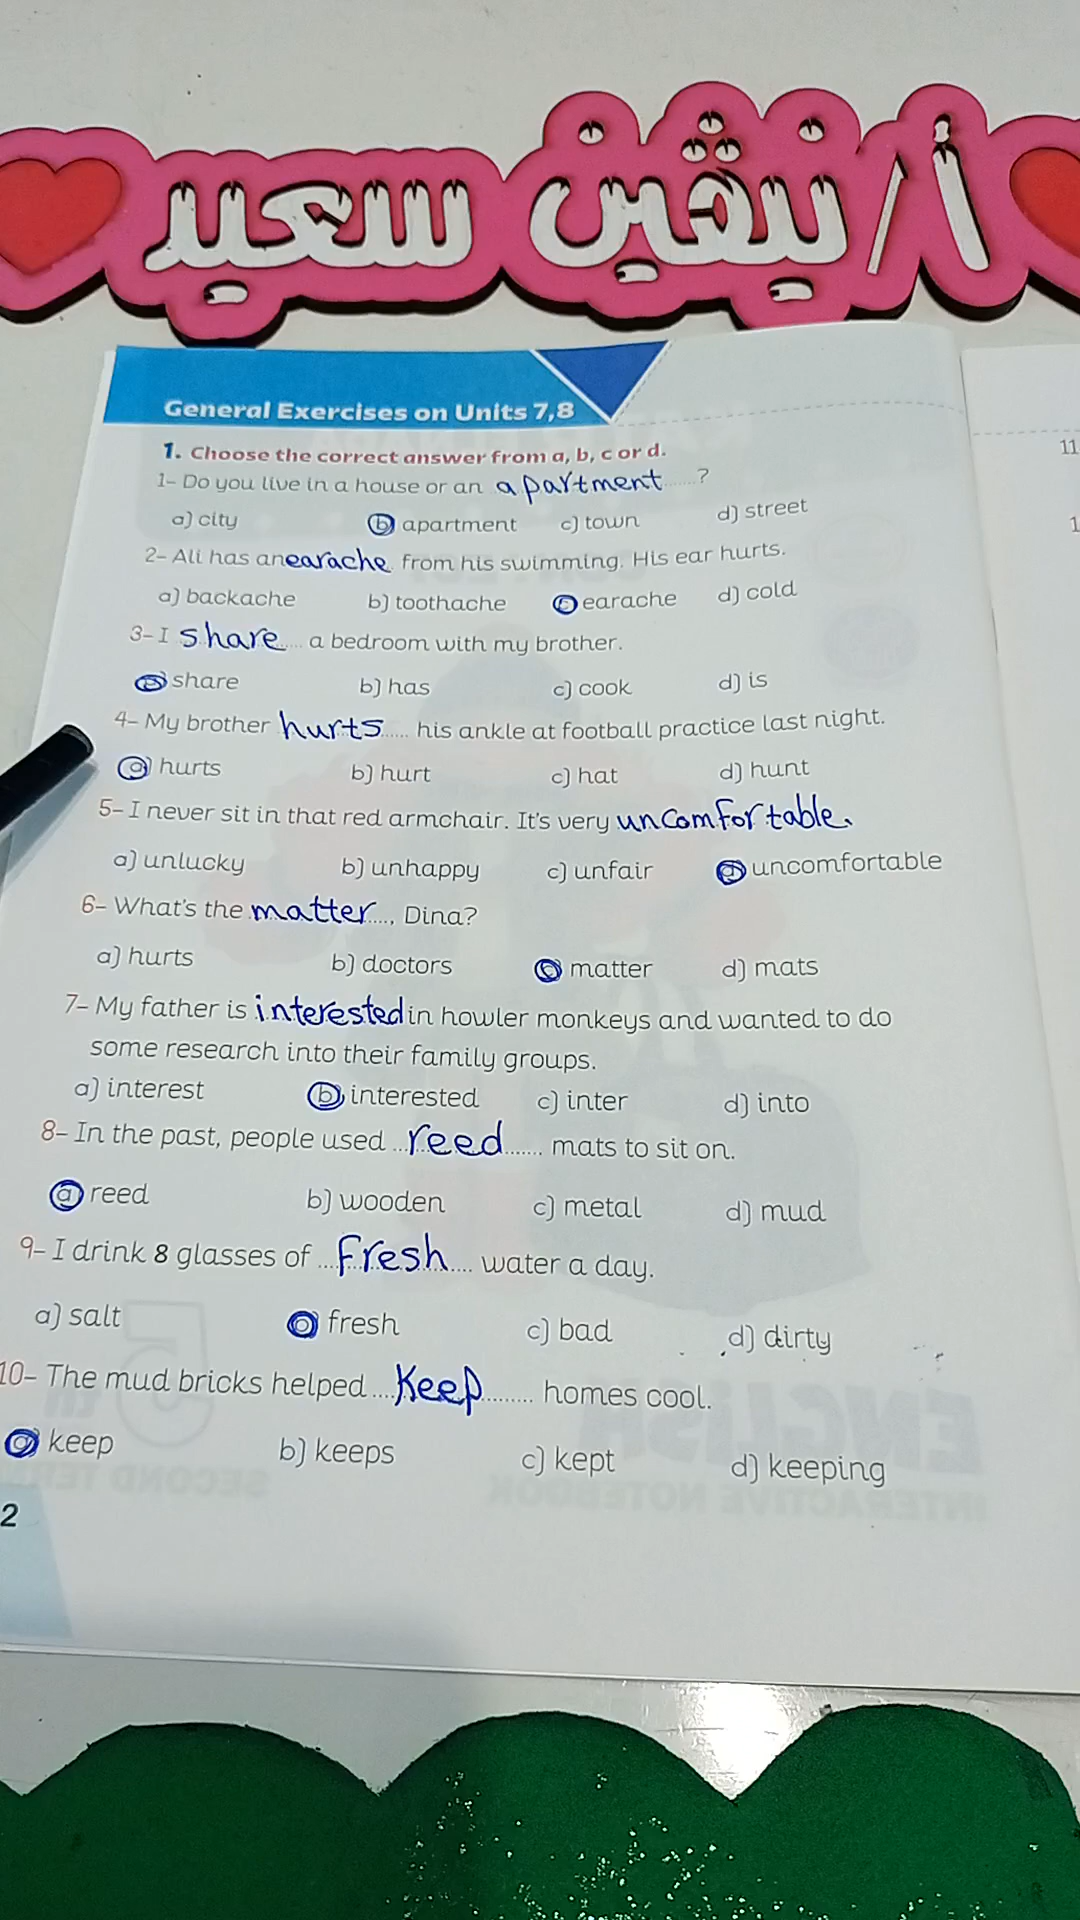 أ/ نيفين سعيد
General Exercises on Units 7,8
1. Choose the correct answer from a, b, c or d.
1- Do you live in a house or an apartment ......?
a) city b) apartment c) town d) street
2- Ali has an earache from his swimming. His ear hurts.
a) backache b) toothache c) earache d) cold
3- I share .... a bedroom with my brother.
a) share b) has c) cook d) is
4- My brother hurts ..... his ankle at football practice last night.
a) hurts b) hurt c) hat d) hunt
5- I never sit in that red armchair. It's very uncomfortable.
a) unlucky b) unhappy c) unfair d) uncomfortable
6- What's the matter ...., Dina?
a) hurts b) doctors c) matter d) mats
7- My father is interested in howler monkeys and wanted to do
some research into their family groups.
a) interest b) interested c) inter d) into
8- In the past, people used ...reed....... mats to sit on.
a) reed b) wooden c) metal d) mud
9- I drink 8 glasses of ...fresh.... water a day.
a) salt b) fresh c) bad d) dirty
10- The mud bricks helped ....Keep........ homes cool.
a) keep b) keeps c) kept d) keeping
2
11
1